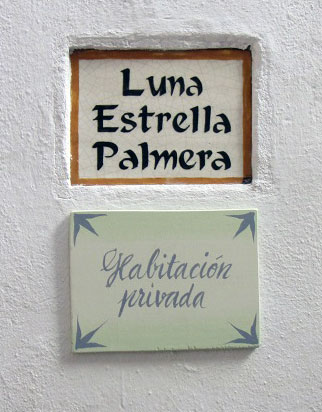 Luna
Estrella
Palmera
Habitación
privada